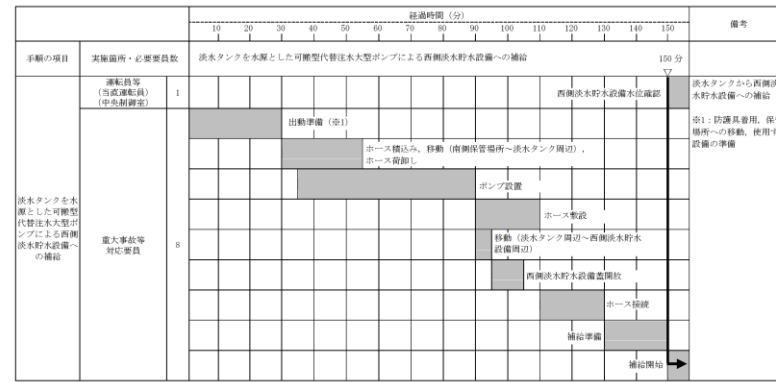 経過時間（分）
備考
10 20 30 40 50 60 70 80 90 100 110 120 130 140 150
手順の項目
実施箇所・必要要員数
淡水タンクを水源とした可搬型代替注水大型ポンプによる西側淡水貯水設備への補給
150 分
▽
淡水タンクを水
源とした可搬型
代替注水大型ポ
ンプによる西側
淡水貯水設備へ
の補給
運転員等
（当直運転員）
（中央制御室）
1
西側淡水貯水設備水位確認
重大事故等
対応要員
8
出動準備（※1）
ホース積込み，移動（南側保管場所～淡水タンク周辺），
ホース荷卸し
ポンプ設置
ホース敷設
移動（淡水タンク周辺～西側淡水貯水
設備周辺）
西側淡水貯水設備蓋開放
ホース接続
補給準備
補給開始
淡水タンクから西側淡
水貯水設備への補給
※1：防護具着用，保
場所への移動，使用す
設備の準備